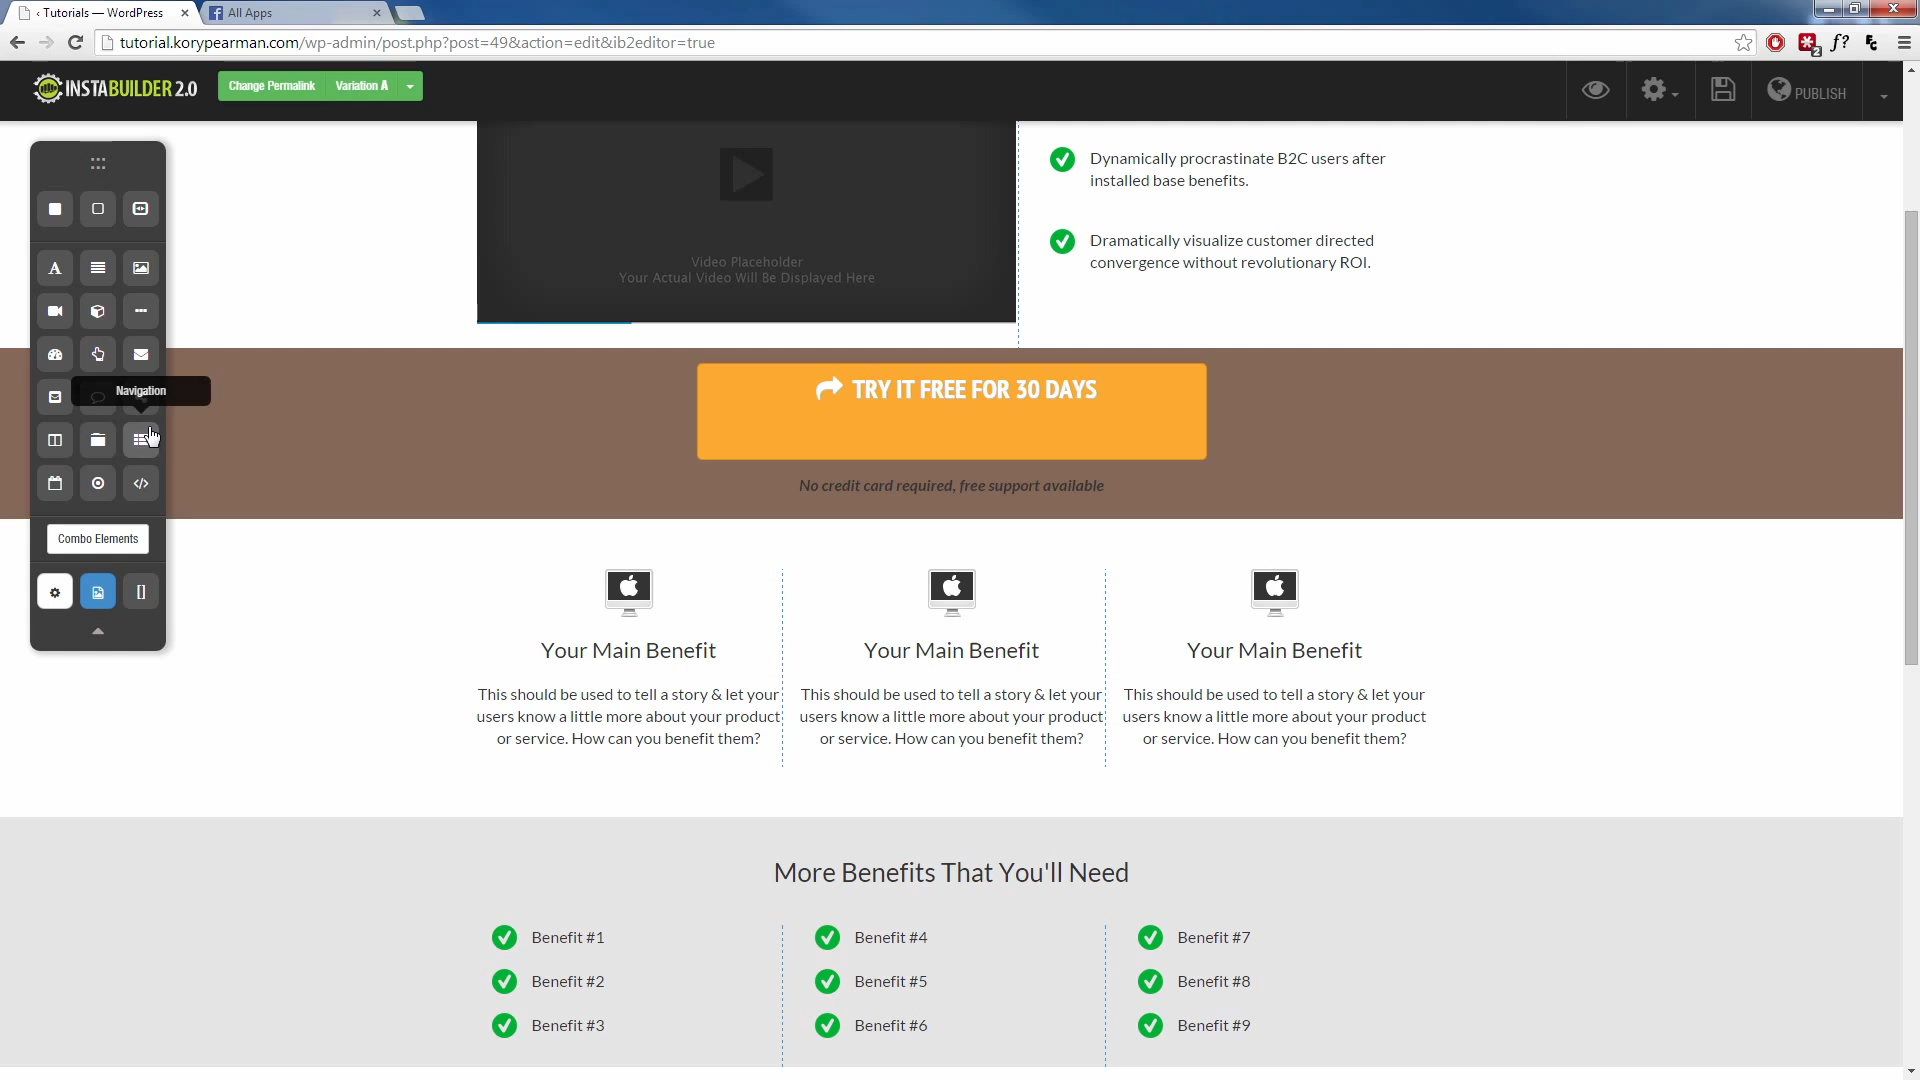 ‹ Tutorials — WordPress
All Apps
tutorial.korypearman.com/wp-admin/post.php?post=49&action=edit&ib2editor=true
2
f?
INSTABUILDER 2.0
Change Permalink
Variation A
PUBLISH
Dynamically procrastinate B2C users after
installed base benefits.
Video Placeholder
Your Actual Video Will Be Displayed Here
Dramatically visualize customer directed
convergence without revolutionary ROI.
A
Navigation
TRY IT FREE FOR 30 DAYS
No credit card required, free support available
</>
Combo Elements
[]
Your Main Benefit
This should be used to tell a story & let your
users know a little more about your product
or service. How can you benefit them?
Your Main Benefit
This should be used to tell a story & let your
users know a little more about your product
or service. How can you benefit them?
Your Main Benefit
This should be used to tell a story & let your
users know a little more about your product
or service. How can you benefit them?
More Benefits That You'll Need
Benefit #1
Benefit #2
Benefit #3
Benefit #4
Benefit #5
Benefit #6
Benefit #7
Benefit #8
Benefit #9